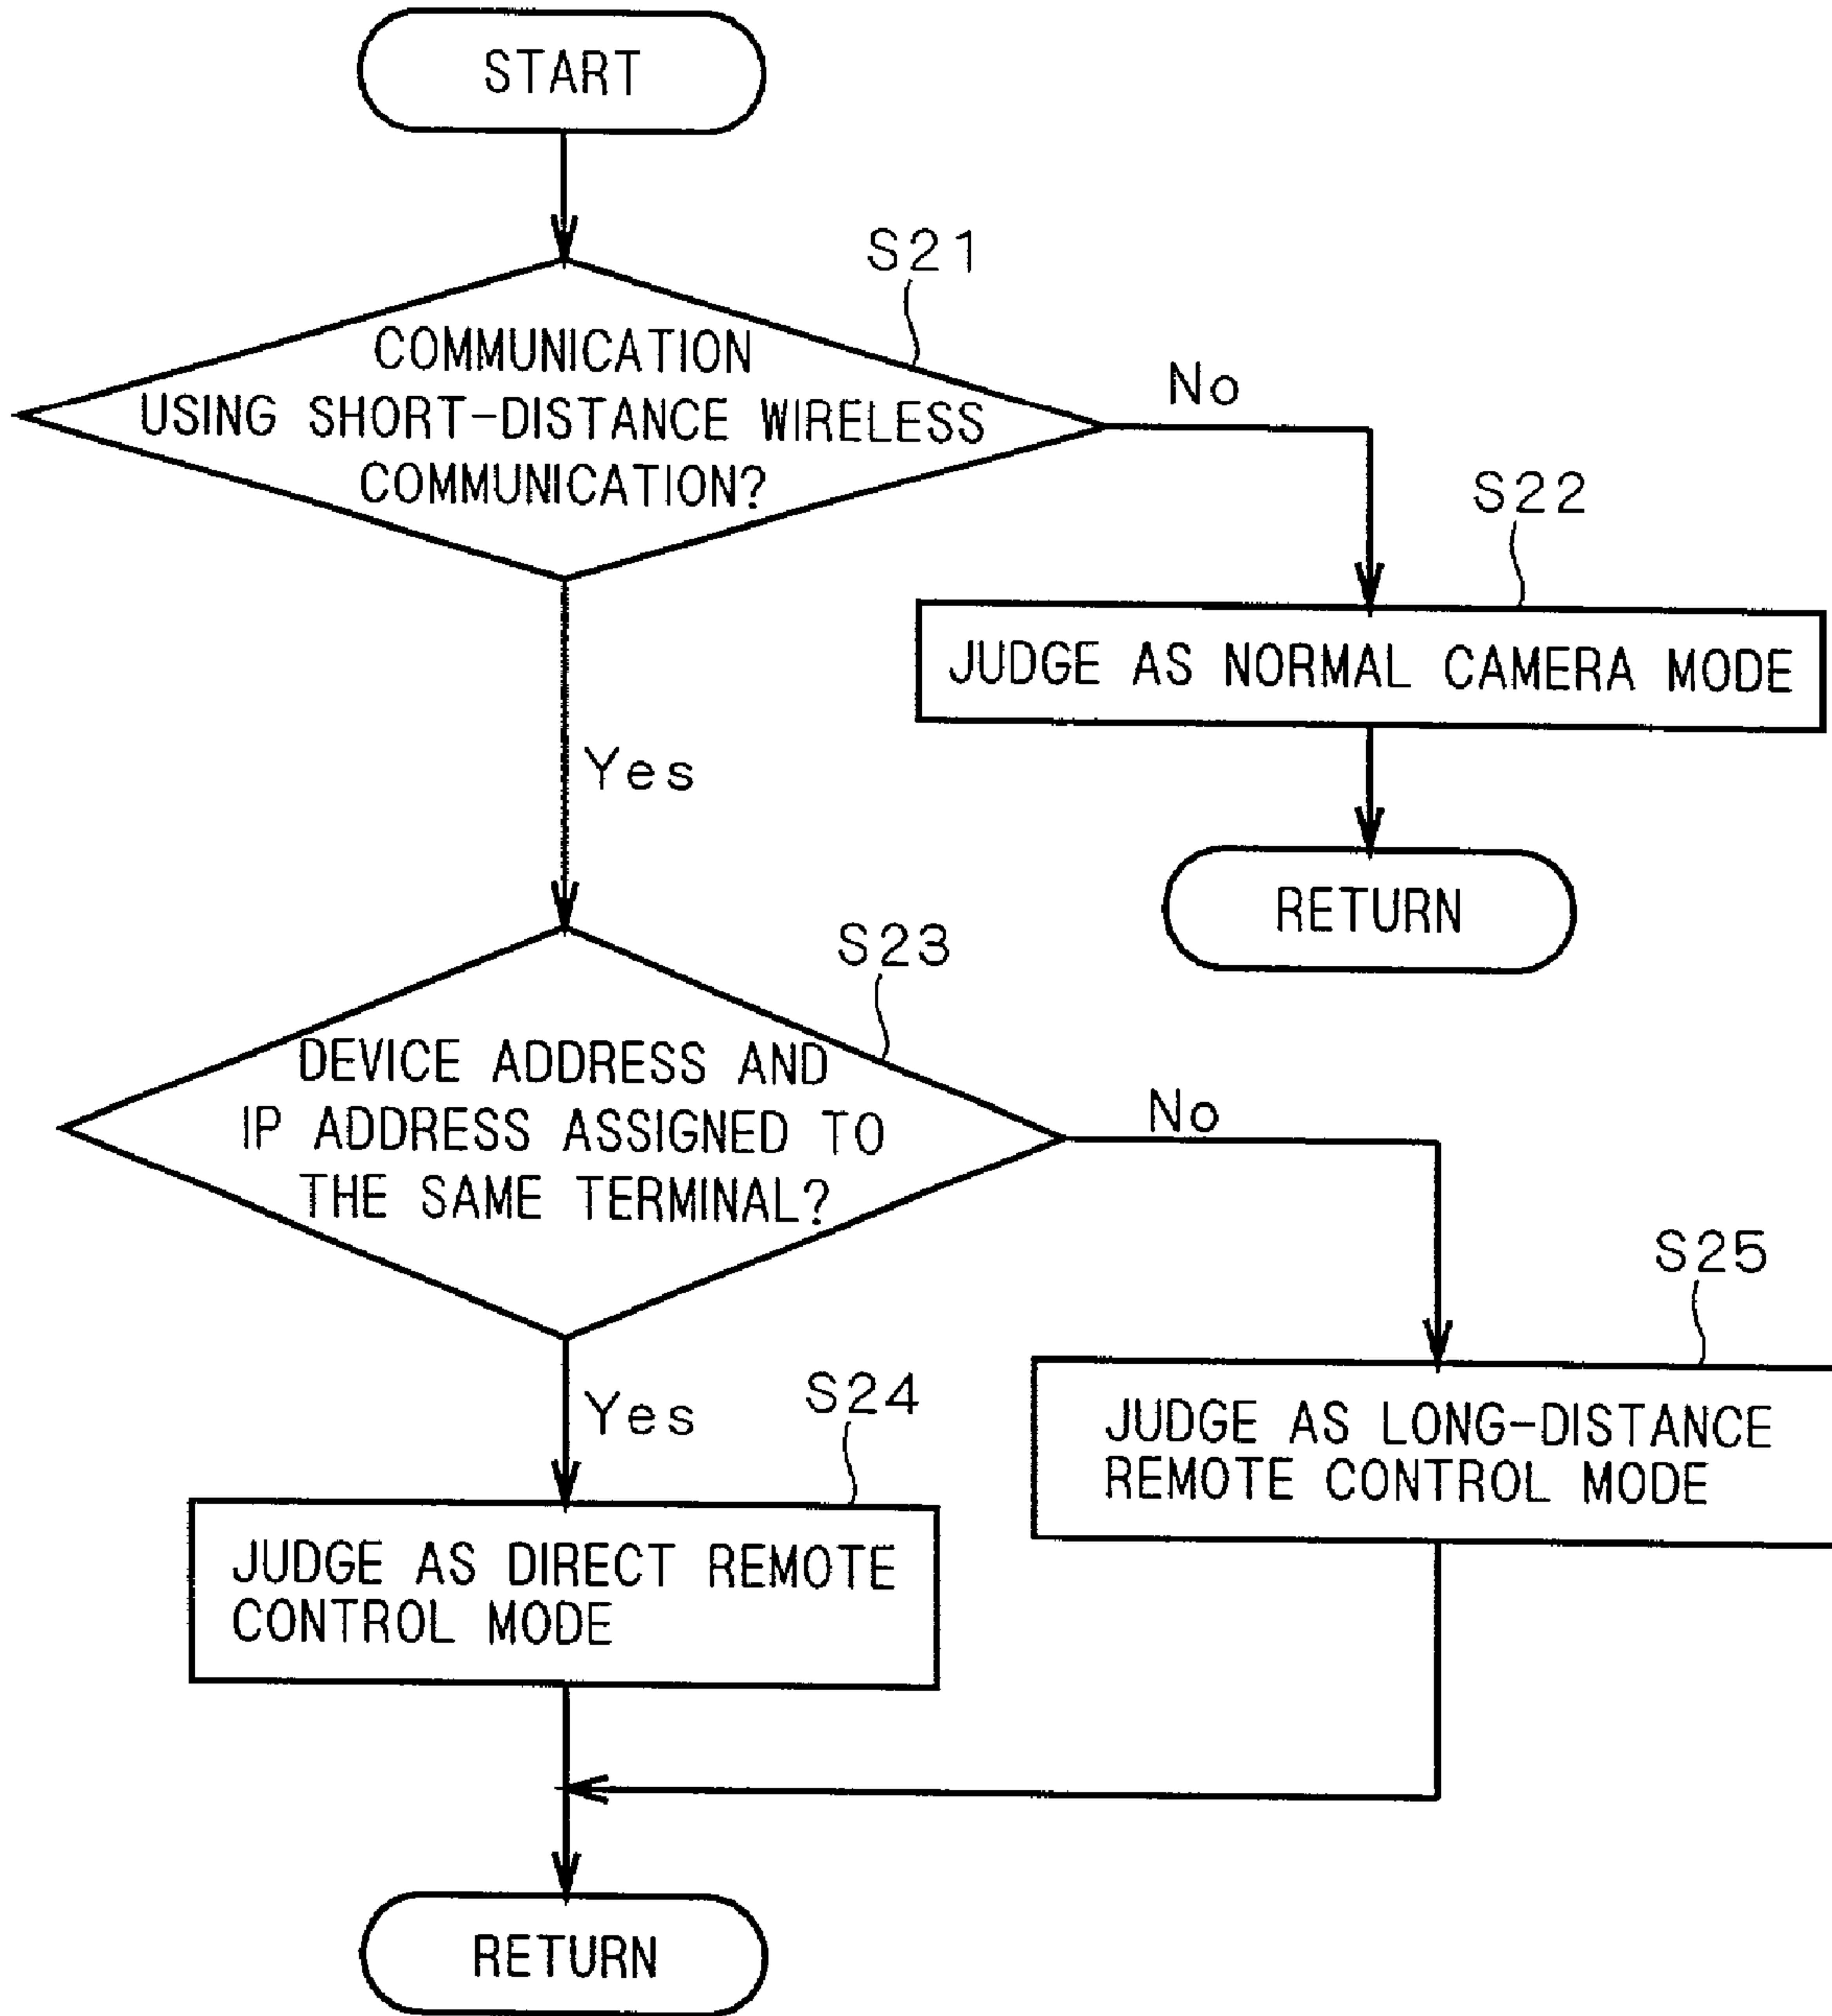 START
S21
COMMUNICATION
USING SHORT-DISTANCE WIRELESS
COMMUNICATION?
No
S22
JUDGE AS NORMAL CAMERA MODE
Yes
RETURN
S23
DEVICE ADDRESS AND
IP ADDRESS ASSIGNED TO
THE SAME TERMINAL?
No
S25
JUDGE AS LONG-DISTANCE
REMOTE CONTROL MODE
Yes
S24
JUDGE AS DIRECT REMOTE
CONTROL MODE
RETURN